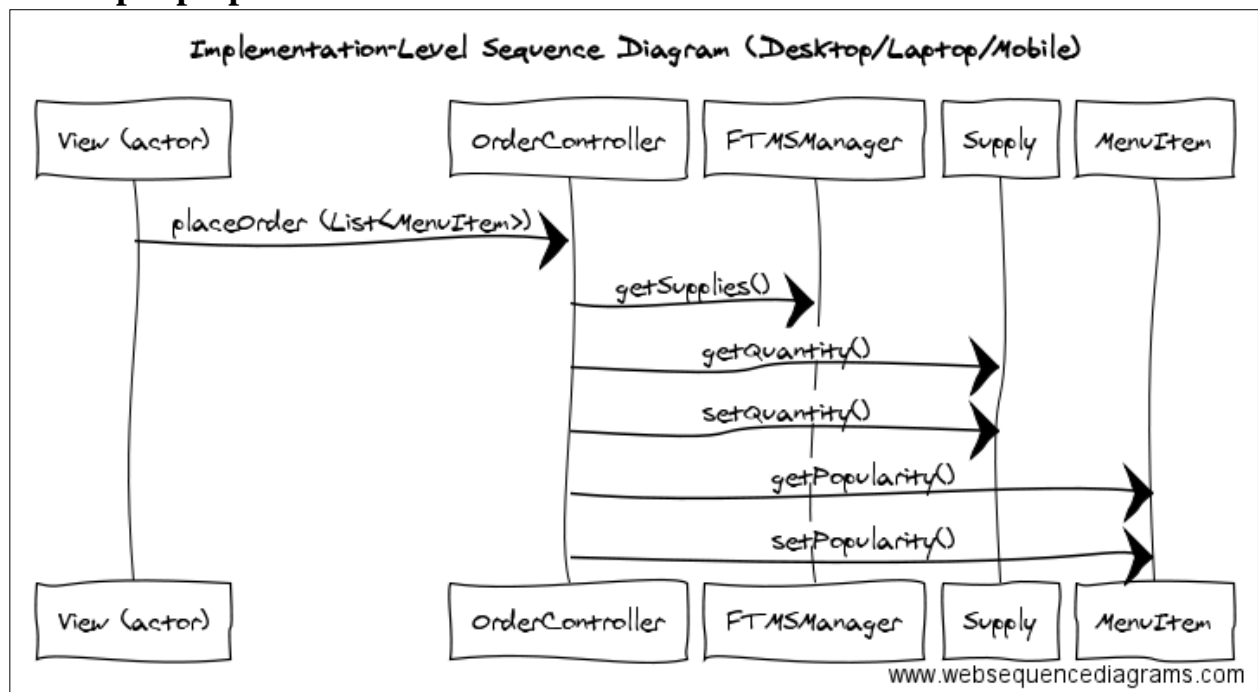 Implementation-Level Sequence Diagram (Desktop/Laptop/Mobile)
View (actor)
OrderController
FTMSManager
Supply
MenuItem
placeOrder (List<MenuItem>)
getSupplies()
getQuantity()
setQuantity()
getPopularity()
setPopularity()
View (actor)
OrderController
FTMSManager
Supply
MenuItem
www.websequencediagrams.com